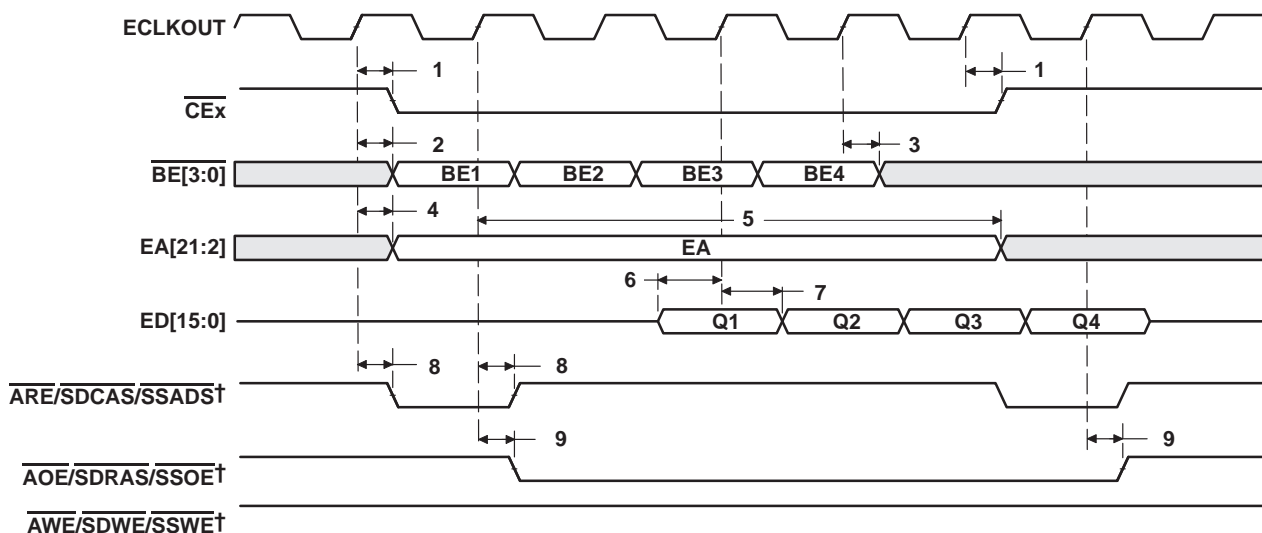 ECLKOUT
1
1
CEx
2
3
BE[3:0]
BE1
BE2
BE3
BE4
4
5
EA[21:2]
EA
6
7
ED[15:0]
Q1
Q2
Q3
Q4
8
8
ARE/SDCAS/SSADS†
9
9
AOE/SDRAS/SSOE†
AWE/SDWE/SSWE†